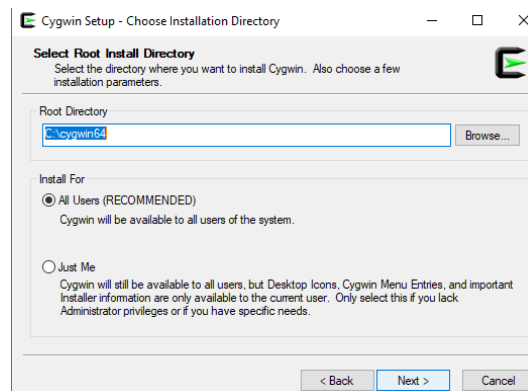 Cygwin Setup - Choose Installation Directory
Select Root Install Directory
Select the directory where you want to install Cygwin. Also choose a few
installation parameters.
Root Directory
C:\cygwin64
Browse...
Install For
All Users (RECOMMENDED)
Cygwin will be available to all users of the system.
Just Me
Cygwin will still be available to all users, but Desktop Icons, Cygwin Menu Entries, and important
Installer information are only available to the current user. Only select this if you lack
Administrator privileges or if you have specific needs.
< Back
Next >
Cancel